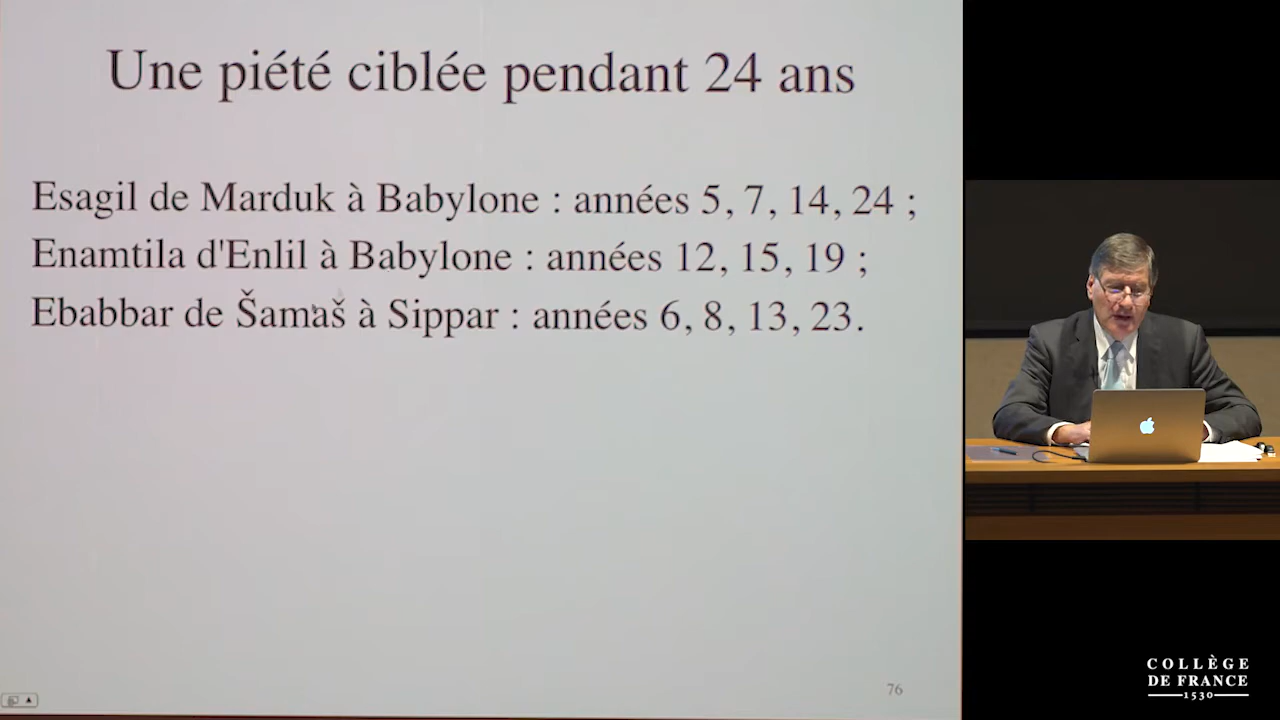 Une piété ciblée pendant 24 ans
Esagil de Marduk à Babylone : années 5, 7, 14, 24 ;
Enamtila d'Enlil à Babylone : années 12, 15, 19 ;
Ebabbar de Šamaš à Sippar : années 6, 8, 13, 23.
76
COLLÈGE
DE FRANCE
1530